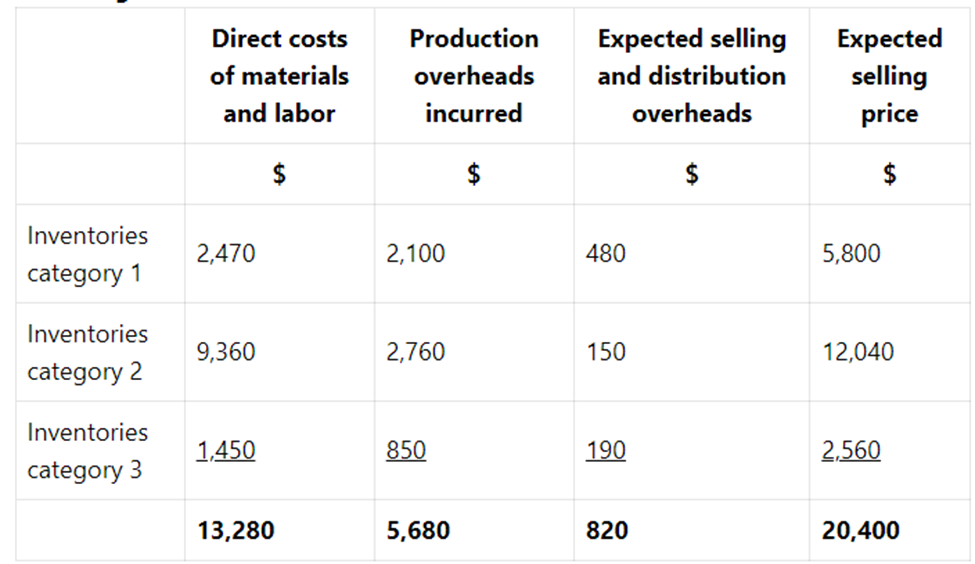 Direct costs of materials and labor	Production overheads incurred	Expected selling and distribution overheads	Expected selling price
$	$	$	$
Inventories category 1	2,470	2,100	480	5,800
Inventories category 2	9,360	2,760	150	12,040
Inventories category 3	1,450	850	190	2,560
13,280	5,680	820	20,400